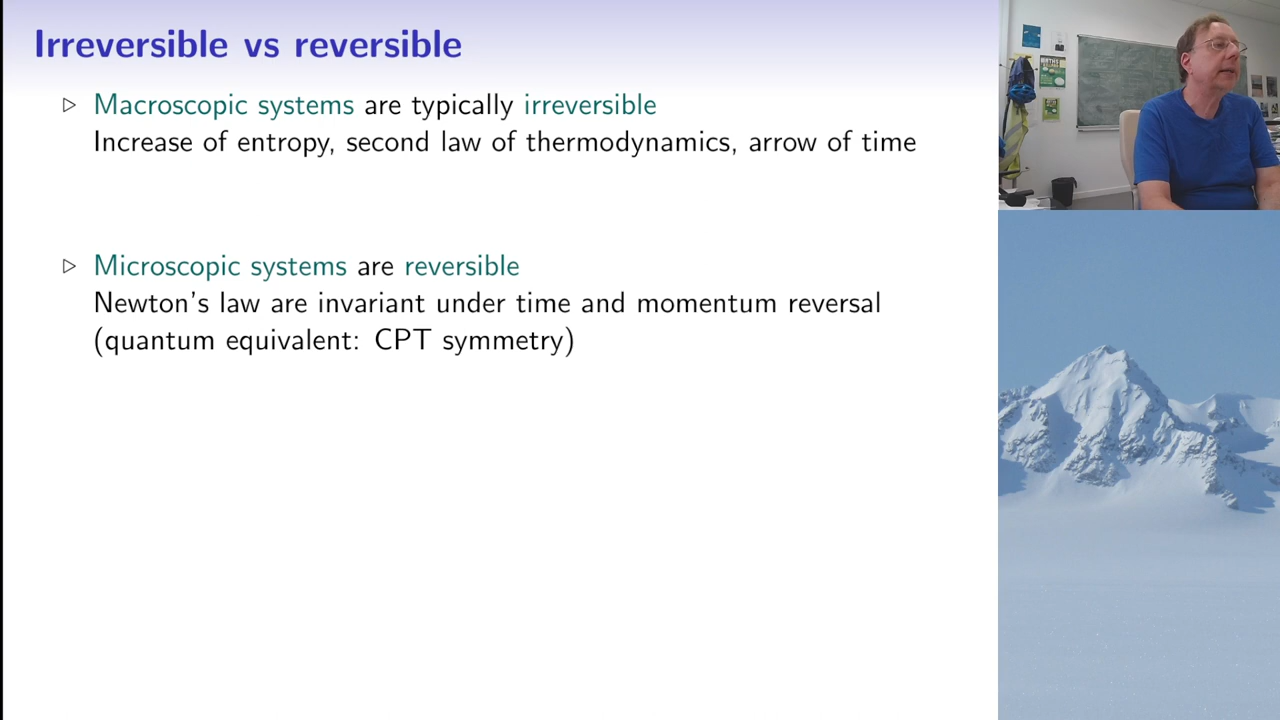 Irreversible vs reversible
▷ Macroscopic systems are typically irreversible
Increase of entropy, second law of thermodynamics, arrow of time
▷ Microscopic systems are reversible
Newton's law are invariant under time and momentum reversal
(quantum equivalent: CPT symmetry)